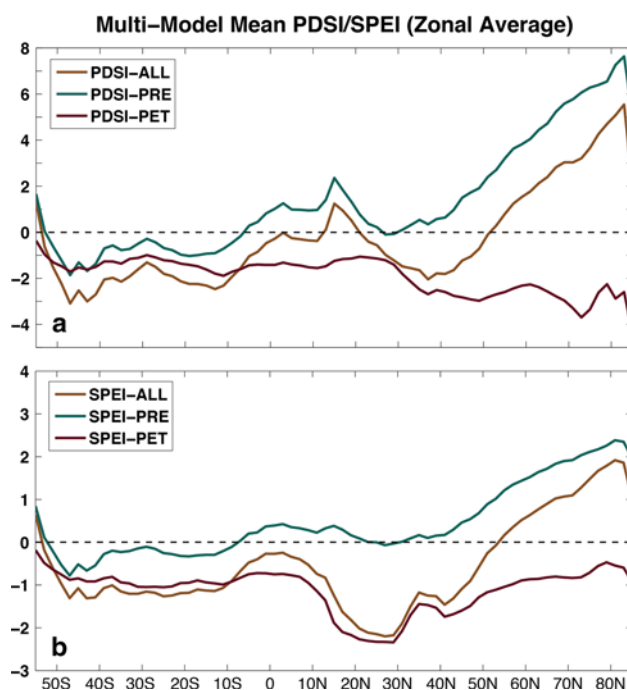 Multi-Model Mean PDSI/SPEI (Zonal Average)
8
PDSI-ALL
PDSI-PRE
PDSI-PET
6
4
2
0
-2
-4
a
4
SPEI-ALL
SPEI-PRE
SPEI-PET
3
2
1
0
-1
-2
-3
b
50S 40S 30S 20S 10S 0 10N 20N 30N 40N 50N 60N 70N 80N